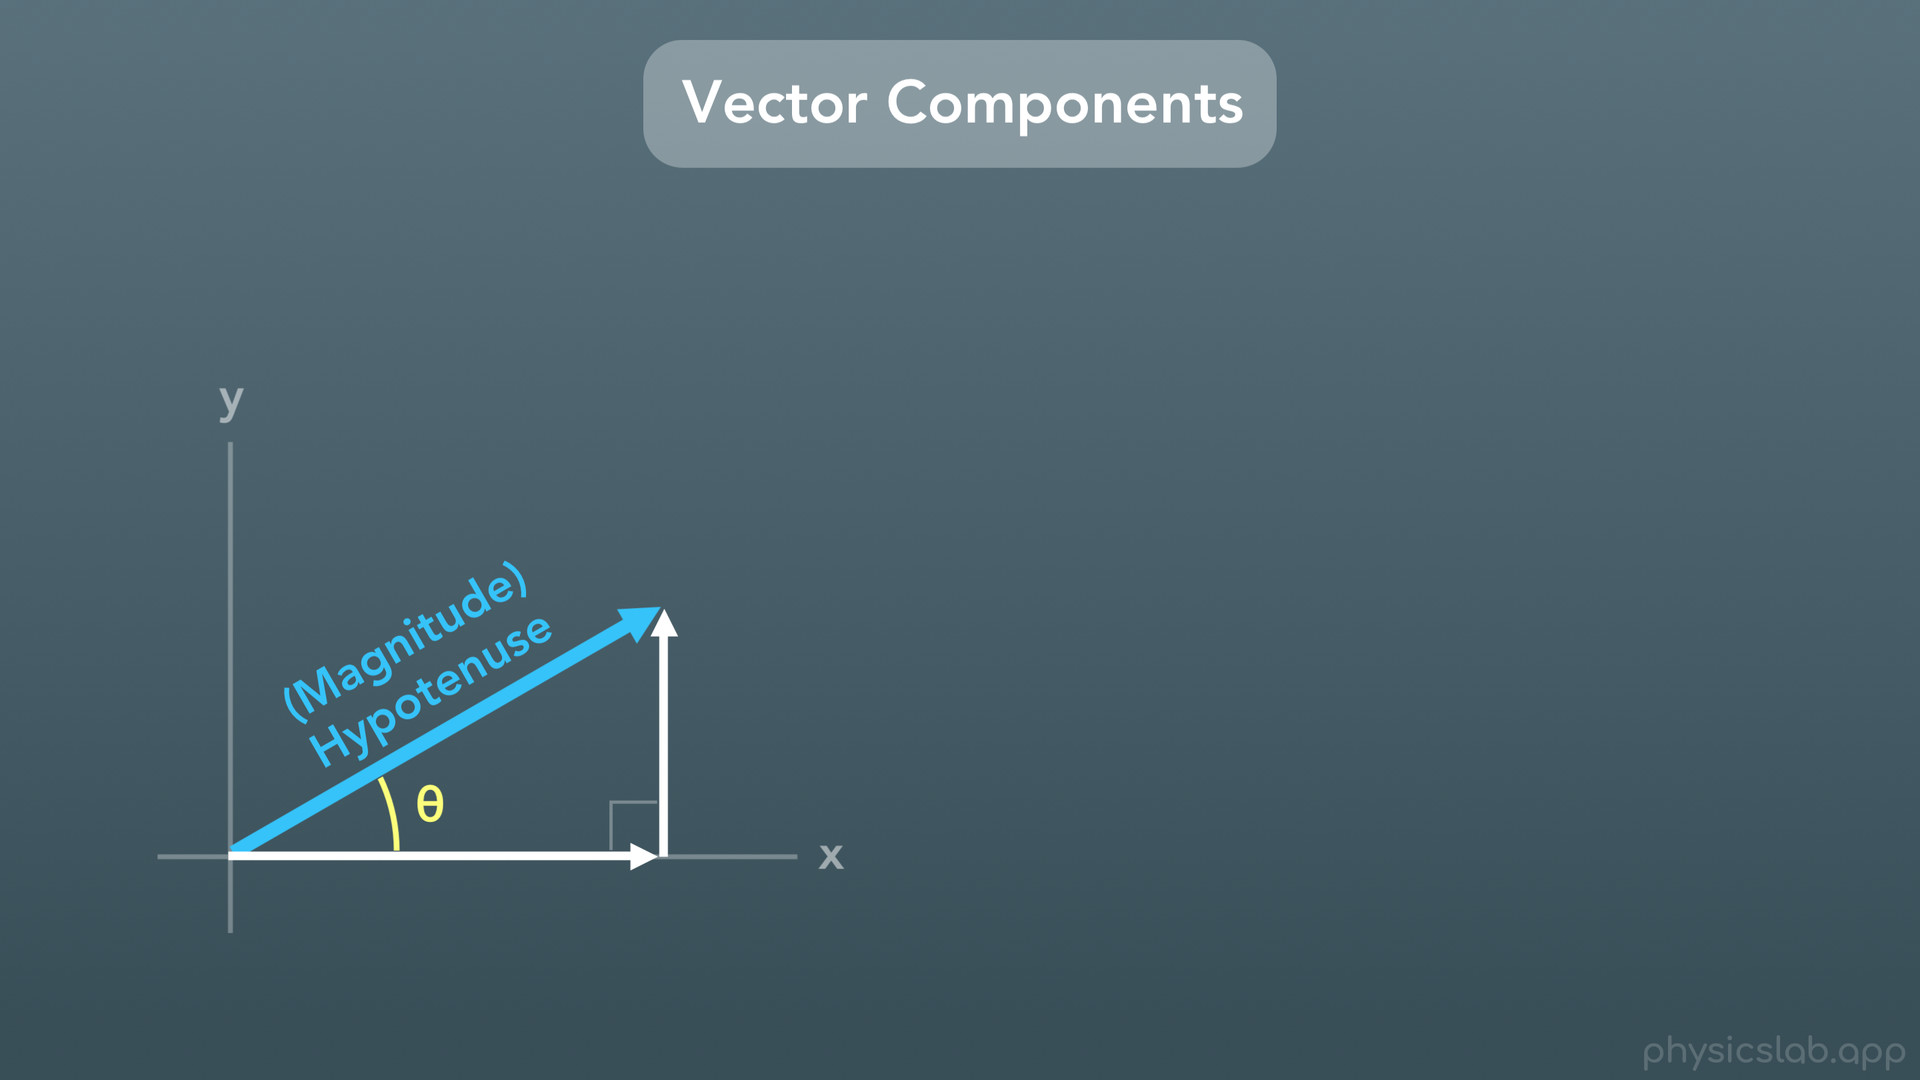 Vector Components
y
(Magnitude)
Hypotenuse
θ
x
physicslab.app